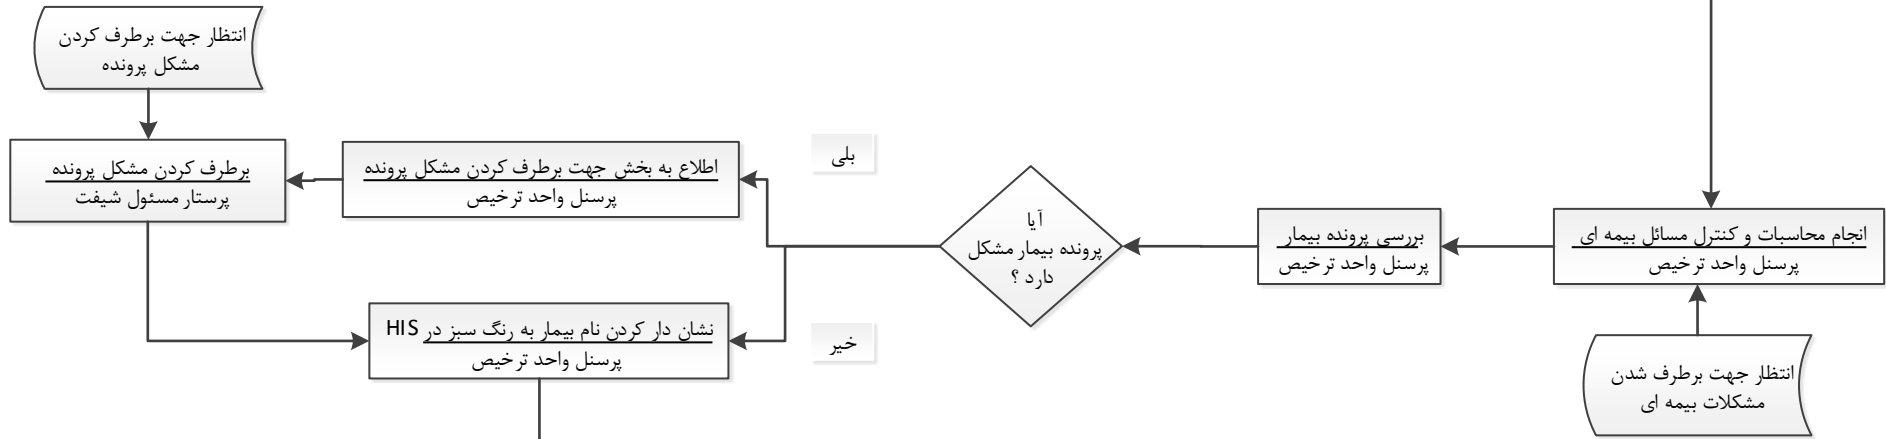 انجام محاسبات و کنترل مسائل بیمه ای
پرسنل واحد ترخیص
انتظار جهت برطرف شدن
مشکلات بیمه ای
بررسی پرونده بیمار
پرسنل واحد ترخیص
آیا
پرونده بیمار مشکل
دارد ؟
بلی
خیر
اطلاع به بخش جهت برطرف کردن مشکل پرونده
پرسنل واحد ترخیص
انتظار جهت برطرف کردن
مشکل پرونده
برطرف کردن مشکل پرونده
پرستار مسئول شیفت
نشان دار کردن نام بیمار به رنگ سبز در HIS
پرسنل واحد ترخیص